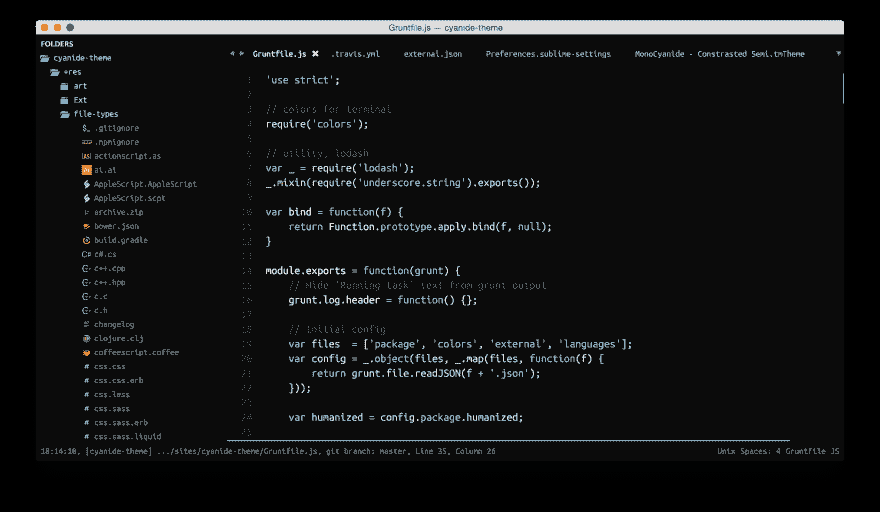 Gruntfile.js — cyanide-theme
FOLDERS
cyanide-theme
res
art
Ext
file-types
.gitignore
.npmignore
actionscript.as
ai.ai
AppleScript.AppleScript
AppleScript.scpt
archive.zip
bower.json
build.gradle
c#.cs
c++.cpp
c++.hpp
c.c
c.h
changelog
clojure.clj
coffeescript.coffee
css.css
css.css.erb
css.less
css.sass
css.sass.erb
css.sass.liquid
Gruntfile.js .travis.yml external.json Preferences.sublime-settings MonoCyanide - Constrasted Semi.tmTheme
1 'use strict';
2
3 // colors for terminal
4 require('colors');
5
6 // utility, lodash
7 var _ = require('lodash');
8 _.mixin(require('underscore.string').exports());
9
10 var bind = function(f) {
11 return Function.prototype.apply.bind(f, null);
12 }
13
14 module.exports = function(grunt) {
15 // Hide 'Running task' text from grunt output
16 grunt.log.header = function() {};
17
18 // Initial config
19 var files  = ['package', 'colors', 'external', 'languages'];
20 var config = _.object(files, _.map(files, function(f) {
21 return grunt.file.readJSON(f + '.json');
22 }));
23
24 var humanized = config.package.humanized;
25
18:14:18, [cyanide-theme] .../sites/cyanide-theme/Gruntfile.js, git branch: master, Line 35, Column 26 Unix Spaces: 4 Gruntfile JS